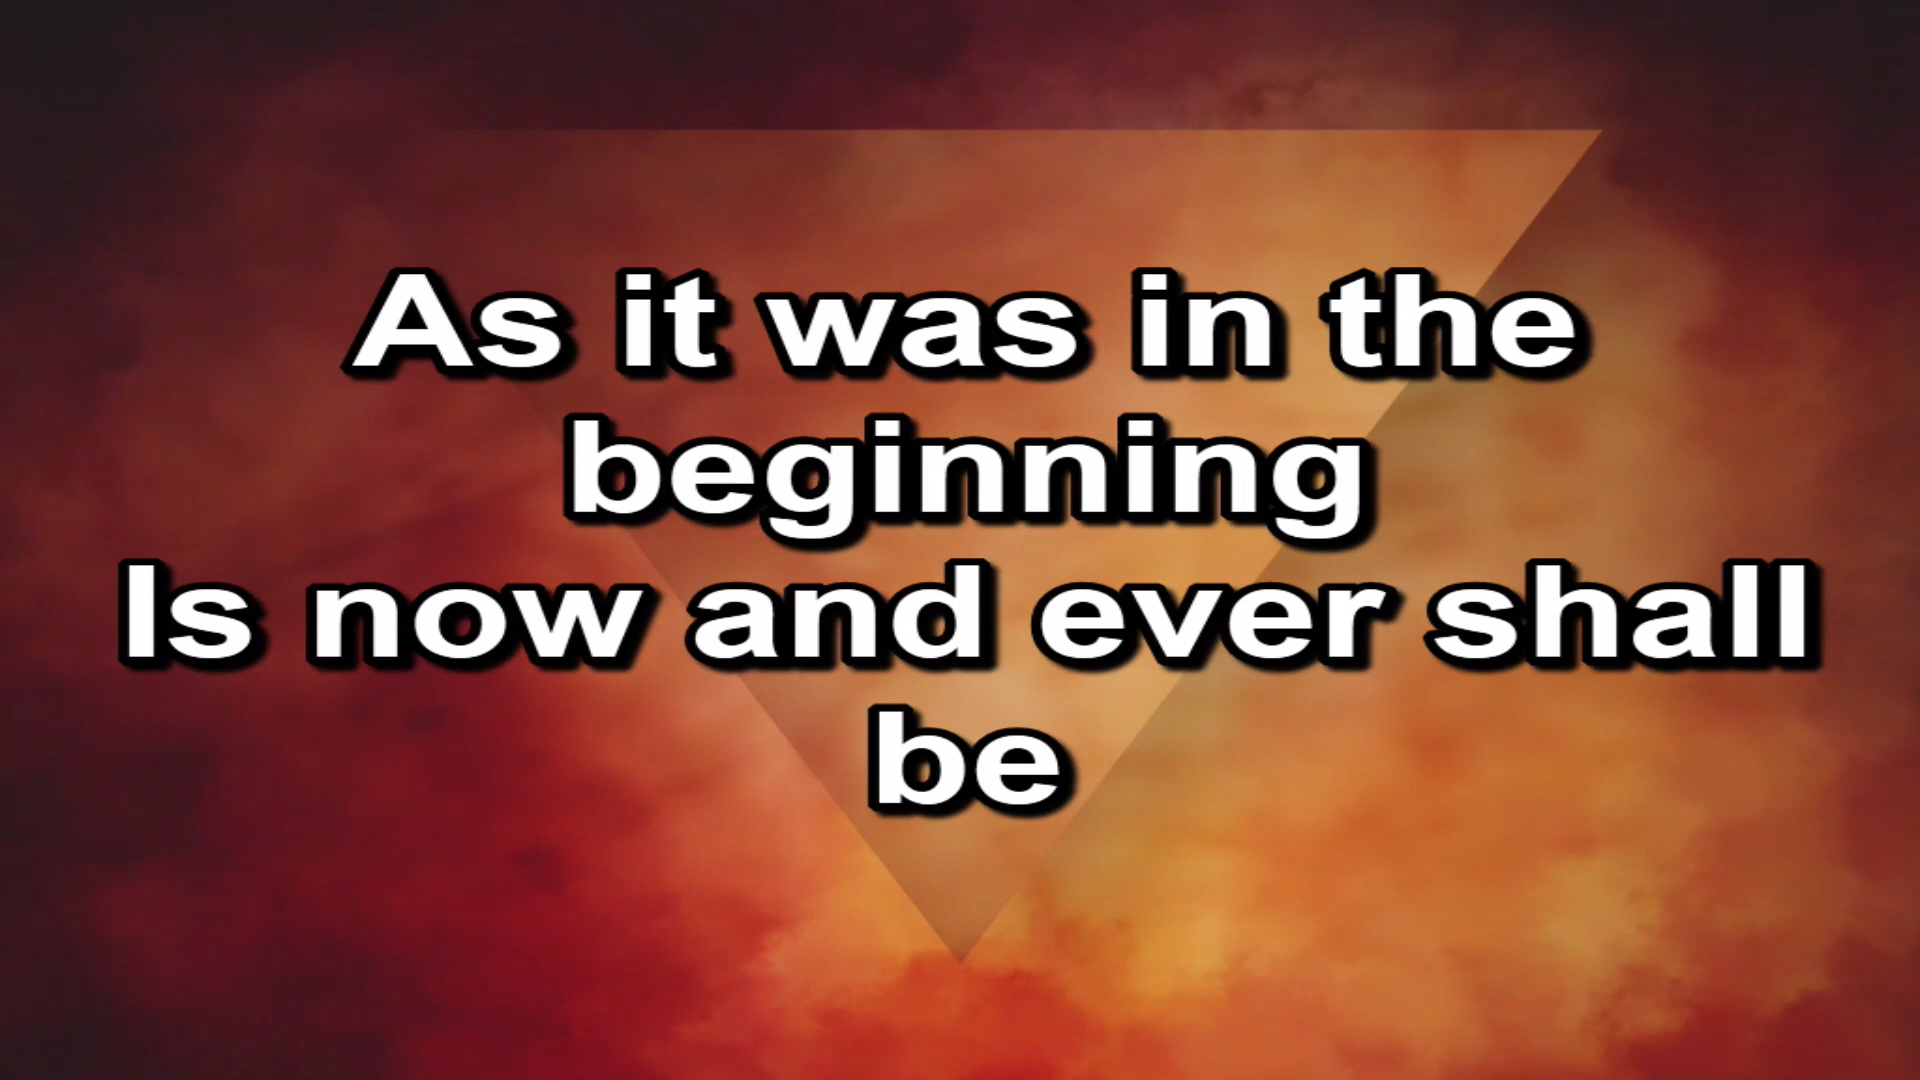 As it was in the
beginning
Is now and ever shall
be